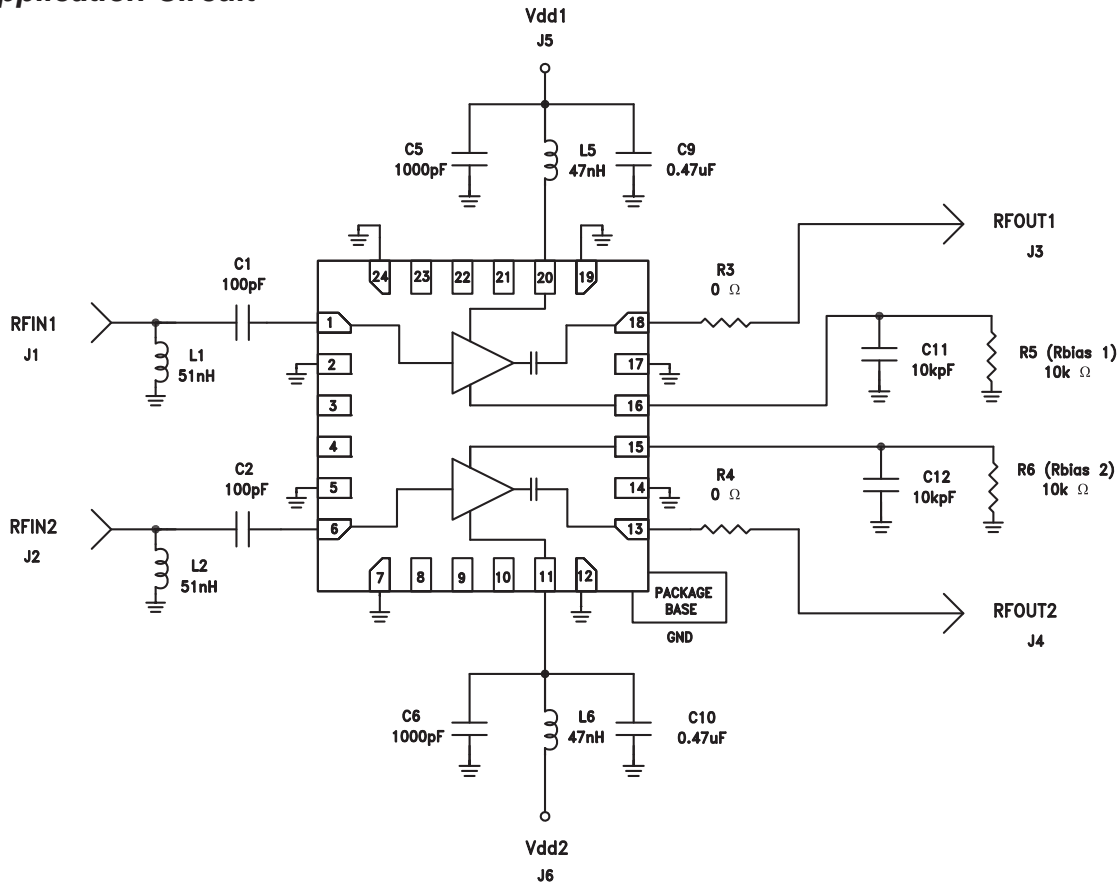 pplication Circuit
Vdd1
J5
C5
1000pF
L5
47nH
C9
0.47uF
RFIN1
J1
L1
51nH
C1
100pF
24
23
22
21
20
19
1
2
3
4
5
6
18
17
16
15
14
13
7
8
9
10
11
12
R3
0 Ω
RFOUT1
J3
C11
10kpF
R5 (Rbias 1)
10k Ω
RFIN2
J2
L2
51nH
C2
100pF
R4
0 Ω
C12
10kpF
R6 (Rbias 2)
10k Ω
RFOUT2
J4
PACKAGE
BASE
GND
C6
1000pF
L6
47nH
C10
0.47uF
Vdd2
J6